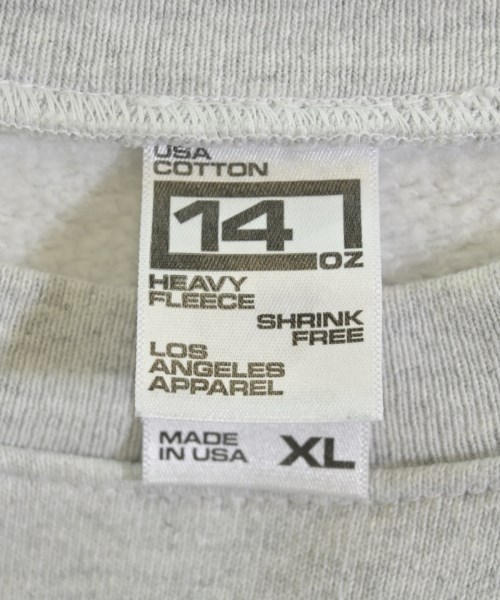 USA
COTTON
14
OZ
HEAVY
FLEECE
SHRINK
FREE
LOS
ANGELES
APPAREL
MADE
IN USA
XL